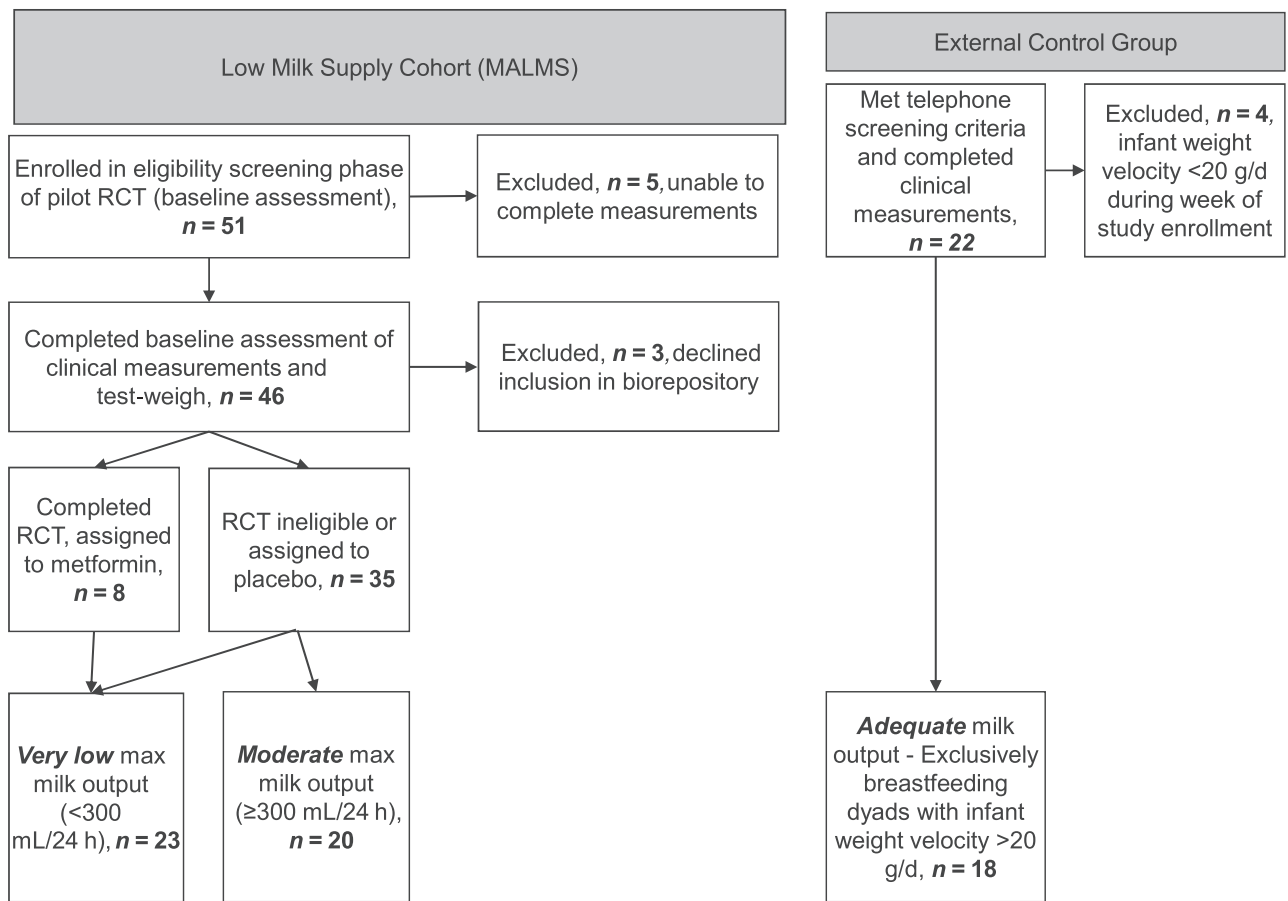 Low Milk Supply Cohort (MALMS)
Enrolled in eligibility screening phase
of pilot RCT (baseline assessment),
n = 51
Excluded, n = 5, unable to
complete measurements
Completed baseline assessment of
clinical measurements and
test-weigh, n = 46
Excluded, n = 3, declined
inclusion in biorepository
Completed
RCT, assigned
to metformin,
n = 8
RCT ineligible or
assigned to
placebo, n = 35
Very low max
milk output
(<300
mL/24 h), n = 23
Moderate max
milk output
(≥300 mL/24 h),
n = 20
External Control Group
Met telephone
screening criteria
and completed
clinical
measurements,
n = 22
Excluded, n = 4,
infant weight
velocity <20 g/d
during week of
study enrollment
Adequate milk
output - Exclusively
breastfeeding
dyads with infant
weight velocity >20
g/d, n = 18